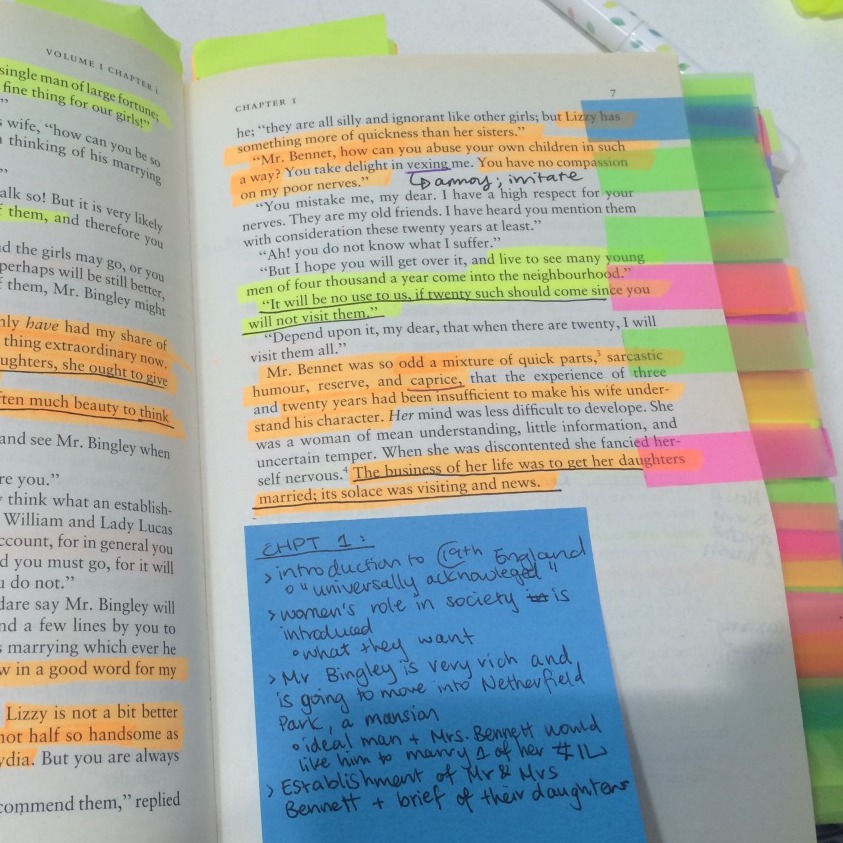 VOLUME I CHAPTER I
single man of large fortune;
fine thing for our girls!"
wife, "how can you be so
thinking of his marrying
alk so! But it is very likely
them, and therefore you
nd the girls may go, or you
perhaps will be still better,
f them, Mr. Bingley might
nly have had my share of
thing extraordinary now.
ughters, she ought to give
ften much beauty to think
and see Mr. Bingley when
re you."
think what an establish-
William and Lady Lucas
ccount, for in general you
d you must go, for it will
u do not."
dare say Mr. Bingley will
nd a few lines by you to
marrying which ever he
w in a good word for my
Lizzy is not a bit better
not half so handsome as
ydia. But you are always
commend them," replied
CHAPTER I
7
he; "they are all silly and ignorant like other girls; but Lizzy has
something more of quickness than her sisters."
"Mr. Bennet, how can you abuse your own children in such
a way? You take delight in vexing me. You have no compassion
on my poor nerves."
annoy; irritate
"You mistake me, my dear. I have a high respect for your
nerves. They are my old friends. I have heard you mention them
with consideration these twenty years at least."
"Ah! you do not know what I suffer."
"But I hope you will get over it, and live to see many young
men of four thousand a year come into the neighbourhood."
"It will be no use to us, if twenty such should come since you
will not visit them."
"Depend upon it, my dear, that when there are twenty, I will
visit them all."
Mr. Bennet was so odd a mixture of quick parts,³ sarcastic
humour, reserve, and caprice, that the experience of three
and twenty years had been insufficient to make his wife under-
stand his character. Her mind was less difficult to develope. She
was a woman of mean understanding, little information, and
uncertain temper. When she was discontented she fancied her-
self nervous.⁴ The business of her life was to get her daughters
married; its solace was visiting and news.
CHPT 1:
> introduction to 19th England
° "universally acknowleged"
> women's role in society is
introduced
° what they want
> Mr Bingley is very rich and
is going to move into Netherfield
Park, a mansion
° ideal man + Mrs. Bennett would
like him to marry 1 of her
> Establishment of Mr & Mrs
Bennett + brief of their daughters